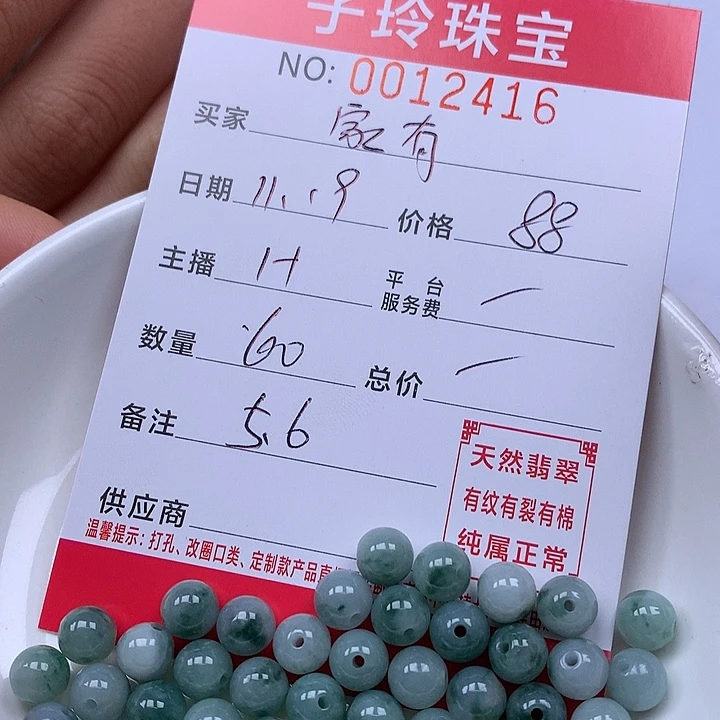 子玲珠宝
NO: 0012416
买家 家有
日期 11.19 价格 88
主播 H 平台服务费 一
数量 60 总价 一
备注 5.6
供应商
天然翡翠
有纹有裂有棉
纯属正常
温馨提示：打孔、改圈口类、定制款产品